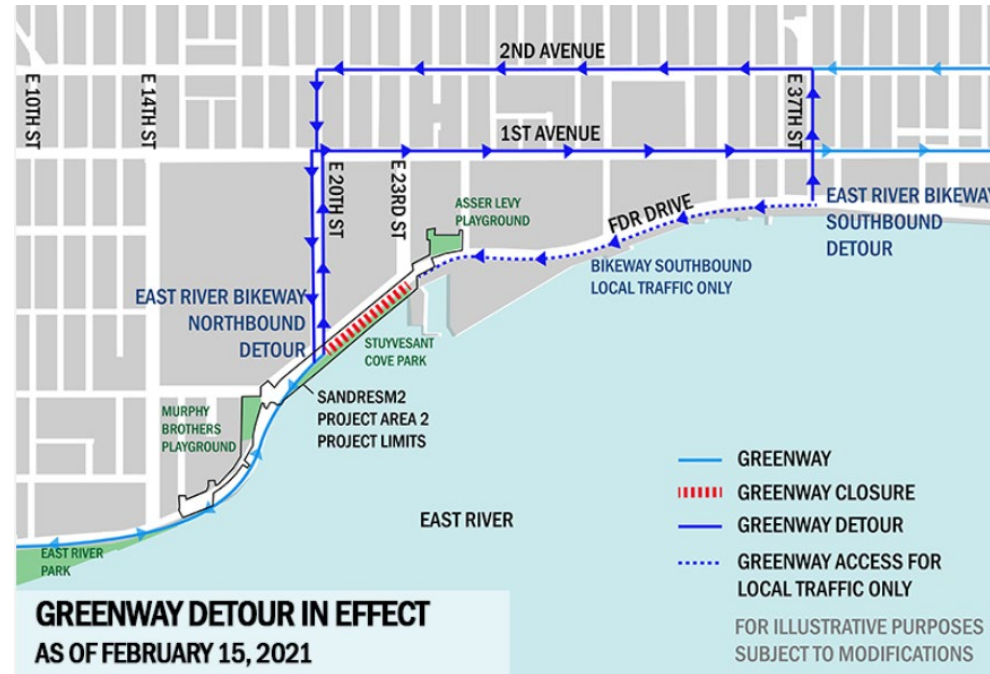 2ND AVENUE
E 10TH ST
E 14TH ST
E 37TH ST
1ST AVENUE
E 20TH ST
E 23RD ST
ASSER LEVY
PLAYGROUND
FDR DRIVE
EAST RIVER BIKEWAY
SOUTHBOUND
DETOUR
BIKEWAY SOUTHBOUND
LOCAL TRAFFIC ONLY
EAST RIVER BIKEWAY
NORTHBOUND
DETOUR
STUYVESANT
COVE PARK
SANDRESM2
PROJECT AREA 2
PROJECT LIMITS
MURPHY
BROTHERS
PLAYGROUND
EAST RIVER
EAST RIVER
PARK
GREENWAY
GREENWAY CLOSURE
GREENWAY DETOUR
GREENWAY ACCESS FOR
LOCAL TRAFFIC ONLY
FOR ILLUSTRATIVE PURPOSES
SUBJECT TO MODIFICATIONS
GREENWAY DETOUR IN EFFECT
AS OF FEBRUARY 15, 2021